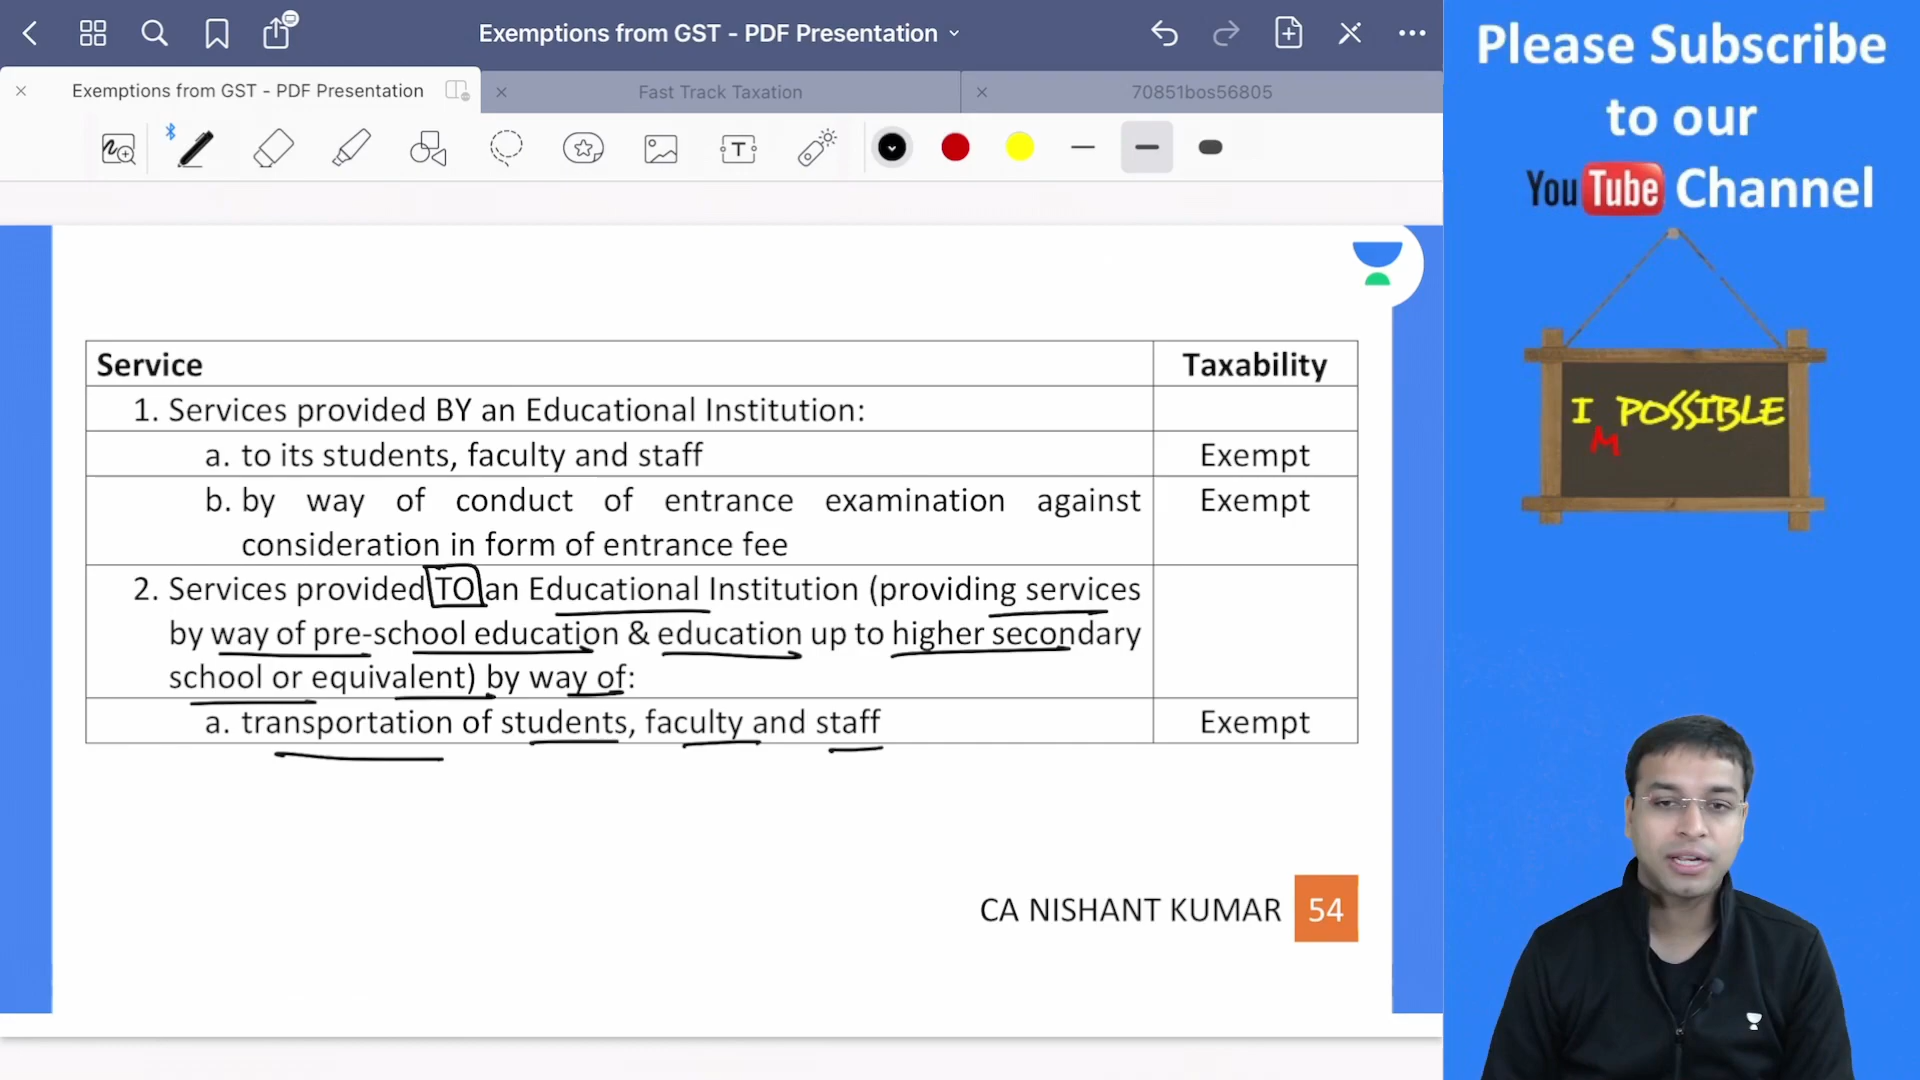 Exemptions from GST - PDF Presentation
Exemptions from GST - PDF Presentation
Fast Track Taxation
70851bos56805
T
Please Subscribe
to our
YouTube Channel
I POSSIBLE
M
Service Taxability
1. Services provided BY an Educational Institution:
a. to its students, faculty and staff Exempt
b. by way of conduct of entrance examination against Exempt
consideration in form of entrance fee
2. Services provided TO an Educational Institution (providing services
by way of pre-school education & education up to higher secondary
school or equivalent) by way of:
a. transportation of students, faculty and staff Exempt
CA NISHANT KUMAR 54